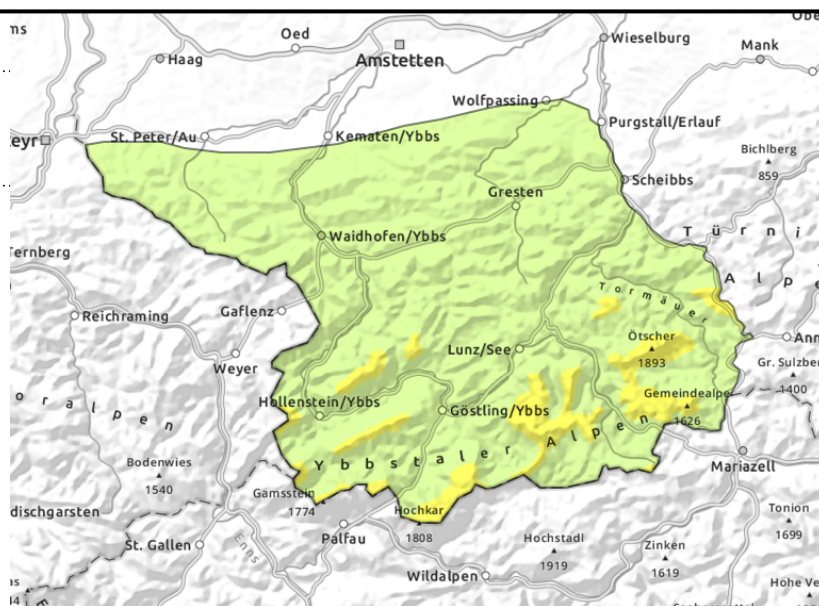 Oed
Haag
Amstetten
Wieselburg
Mank
Wolfpassing
St. Peter/Au
Kematen/Ybbs
Purgstall/Erlauf
Bichlberg
859
Scheibbs
Gresten
Waidhofen/Ybbs
Türni
Alpe
Reichraming
Gaflenz
Tormäuer
Ötscher
1893
Lunz/See
Weyer
Gr. Sulzber
1400
Gemeindealpe
1626
Hollenstein/Ybbs
Göstling/Ybbs
Ybbstaler Alpen
oralpen
Bodenwies
1540
Mariazell
Gamsstein
1774
Hochkar
1808
dischgarsten
Tonion
1699
St. Gallen
Enns
Palfau
Hochstadl
1919
Zinken
1619
Wildalpen
Hohe Ve